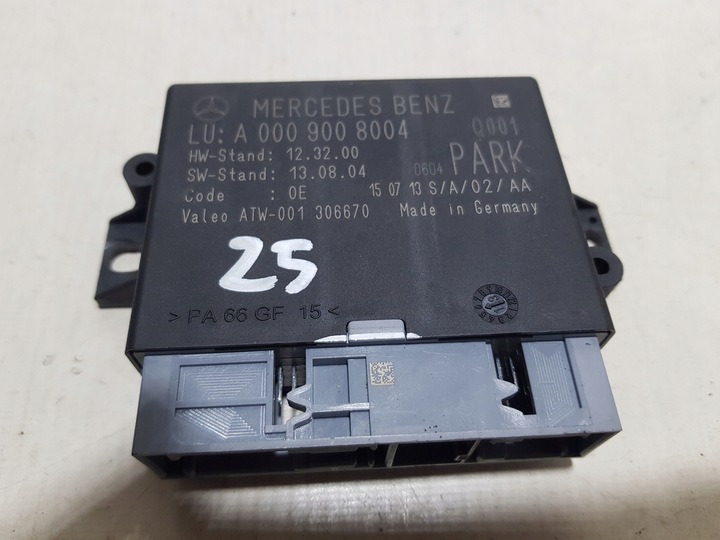 MERCEDES BENZ
LU: A 000 900 8004 Q001
HW-Stand: 12.32.00
SW-Stand: 13.08.04 0604 PARK
Code : 0E 15 07 13 S/A/02/AA
Valeo ATW-001 306670 Made in Germany
25
>PA 66 GF 15<